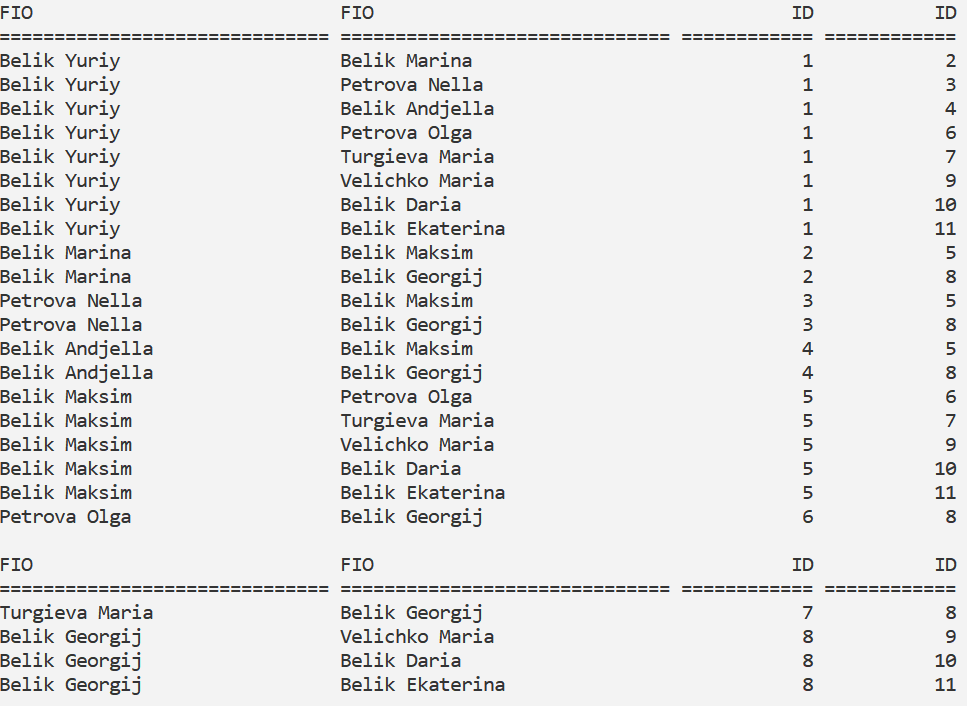 FIO                            FIO                                      ID           ID
============================== ============================== ============ ============
Belik Yuriy                    Belik Marina                              1            2
Belik Yuriy                    Petrova Nella                             1            3
Belik Yuriy                    Belik Andjella                            1            4
Belik Yuriy                    Petrova Olga                              1            6
Belik Yuriy                    Turgieva Maria                            1            7
Belik Yuriy                    Velichko Maria                            1            9
Belik Yuriy                    Belik Daria                               1           10
Belik Yuriy                    Belik Ekaterina                           1           11
Belik Marina                   Belik Maksim                              2            5
Belik Marina                   Belik Georgij                             2            8
Petrova Nella                  Belik Maksim                              3            5
Petrova Nella                  Belik Georgij                             3            8
Belik Andjella                 Belik Maksim                              4            5
Belik Andjella                 Belik Georgij                             4            8
Belik Maksim                   Petrova Olga                              5            6
Belik Maksim                   Turgieva Maria                            5            7
Belik Maksim                   Velichko Maria                            5            9
Belik Maksim                   Belik Daria                               5           10
Belik Maksim                   Belik Ekaterina                           5           11
Petrova Olga                   Belik Georgij                             6            8

FIO                            FIO                                      ID           ID
============================== ============================== ============ ============
Turgieva Maria                 Belik Georgij                             7            8
Belik Georgij                  Velichko Maria                            8            9
Belik Georgij                  Belik Daria                               8           10
Belik Georgij                  Belik Ekaterina                           8           11